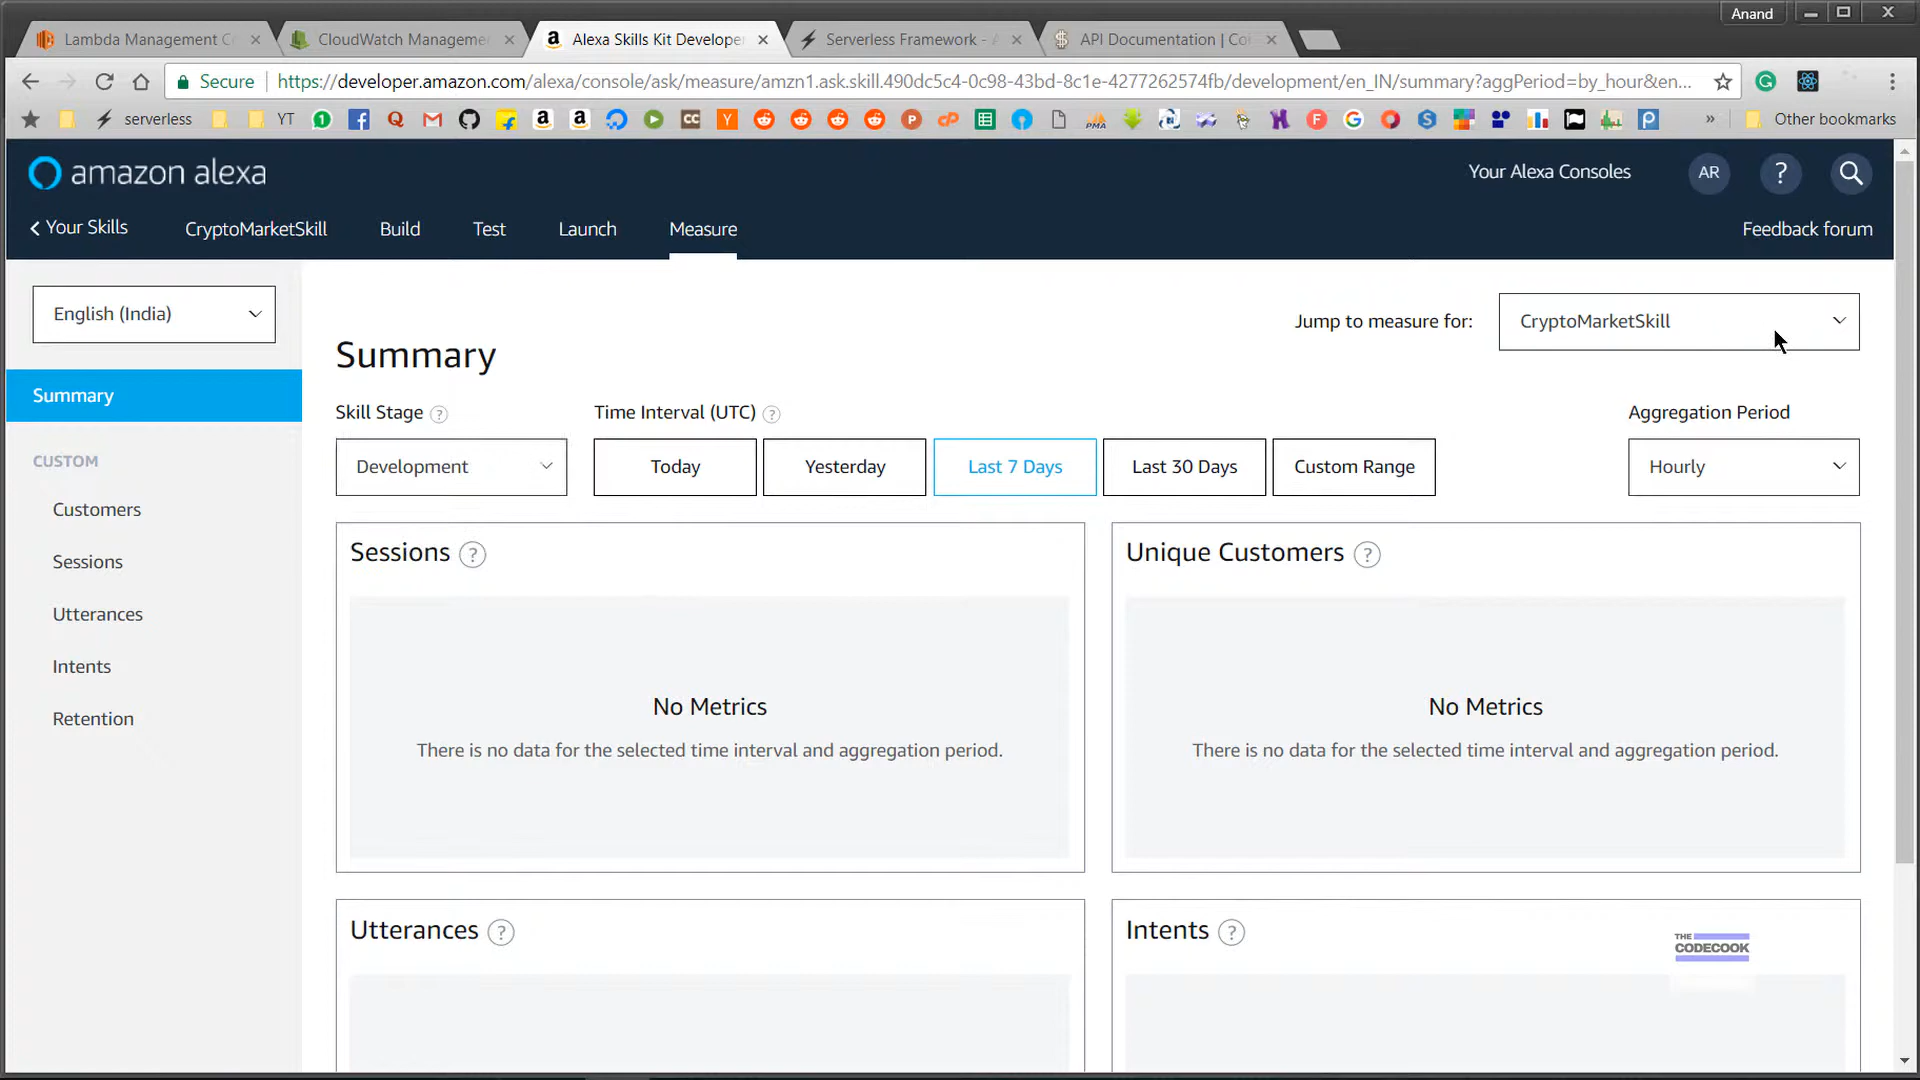 Anand
Lambda Management C
CloudWatch Manageme
Alexa Skills Kit Develope
Serverless Framework - A
API Documentation | Co
Secure
https://developer.amazon.com/alexa/console/ask/measure/amzn1.ask.skill.490dc5c4-0c98-43bd-8c1e-4277262574fb/development/en_IN/summary?aggPeriod=by_hour&en...
serverless
YT
» Other bookmarks
amazon alexa
Your Alexa Consoles
AR
?
Your Skills
CryptoMarketSkill
Build
Test
Launch
Measure
Feedback forum
English (India)
Jump to measure for:
CryptoMarketSkill
Summary
Summary
Skill Stage ?
Time Interval (UTC) ?
Aggregation Period
Development
Today
Yesterday
Last 7 Days
Last 30 Days
Custom Range
Hourly
CUSTOM
Customers
Sessions
Utterances
Intents
Retention
Sessions ?
No Metrics
There is no data for the selected time interval and aggregation period.
Unique Customers ?
No Metrics
There is no data for the selected time interval and aggregation period.
Utterances ?
Intents ?
THE
CODECOOK